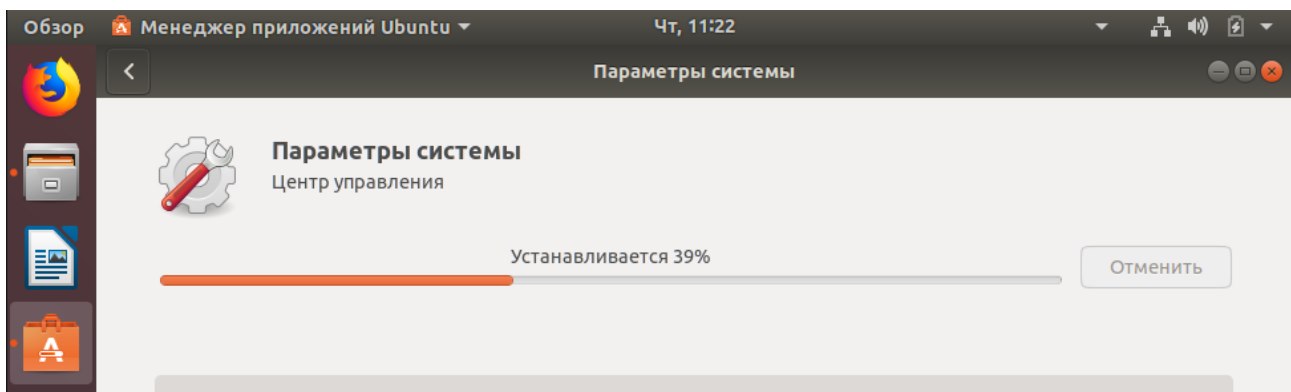 Обзор Менеджер приложений Ubuntu Чт, 11:22
Параметры системы
Параметры системы
Центр управления
Устанавливается 39%
Отменить